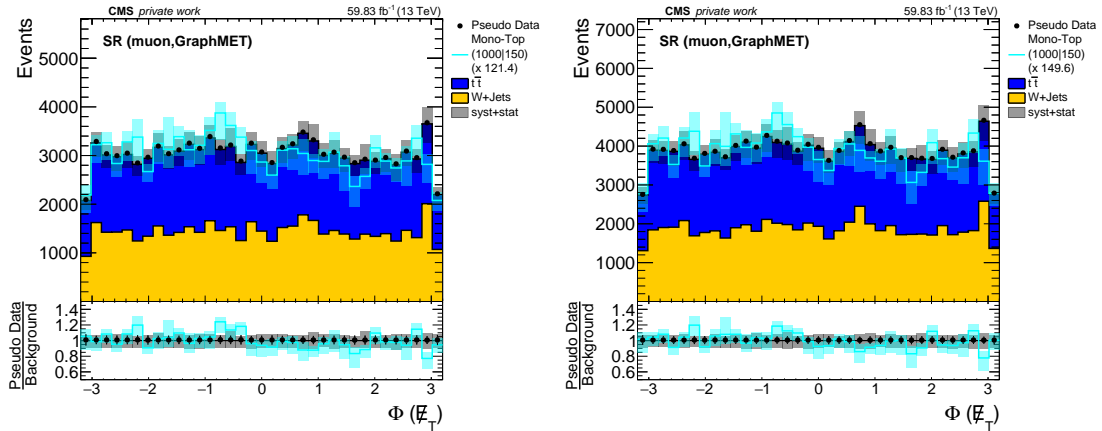 CMS private work 59.83 fb⁻¹ (13 TeV)
SR (muon,GraphMET)
Events
5000
4000
3000
2000
1000
Pseudo Data
Mono-Top
(1000|150)
(x 121.4)
tt̅
W+Jets
syst+stat
Pseudo Data
Background
1.4
1.2
1
0.8
0.6
−3 −2 −1 0 1 2 3
Φ (E̸_T)
CMS private work 59.83 fb⁻¹ (13 TeV)
SR (muon,GraphMET)
Events
7000
6000
5000
4000
3000
2000
1000
Pseudo Data
Mono-Top
(1000|150)
(x 149.6)
tt̅
W+Jets
syst+stat
Pseudo Data
Background
1.4
1.2
1
0.8
0.6
−3 −2 −1 0 1 2 3
Φ (E̸_T)